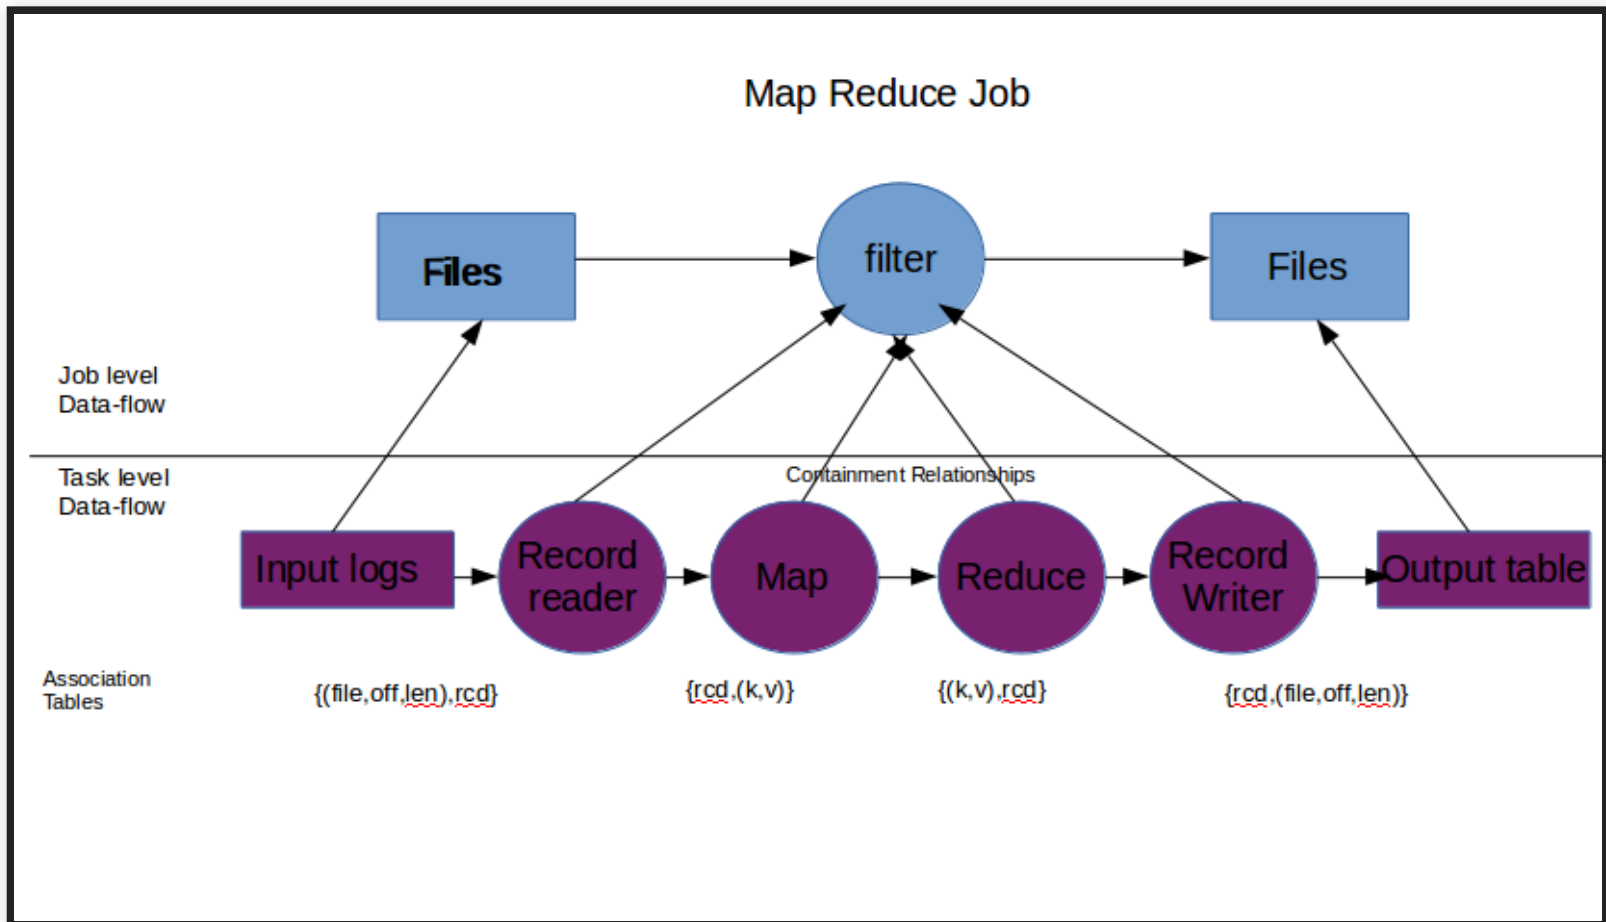 Map Reduce Job
Files
filter
Files
Job level
Data-flow
Task level
Data-flow
Containment Relationships
Input logs
Record
reader
Map
Reduce
Record
Writer
Output table
Association
Tables
{(file,off,len),rcd}
{rcd,(k,v)}
{(k,v),rcd}
{rcd,(file,off,len)}